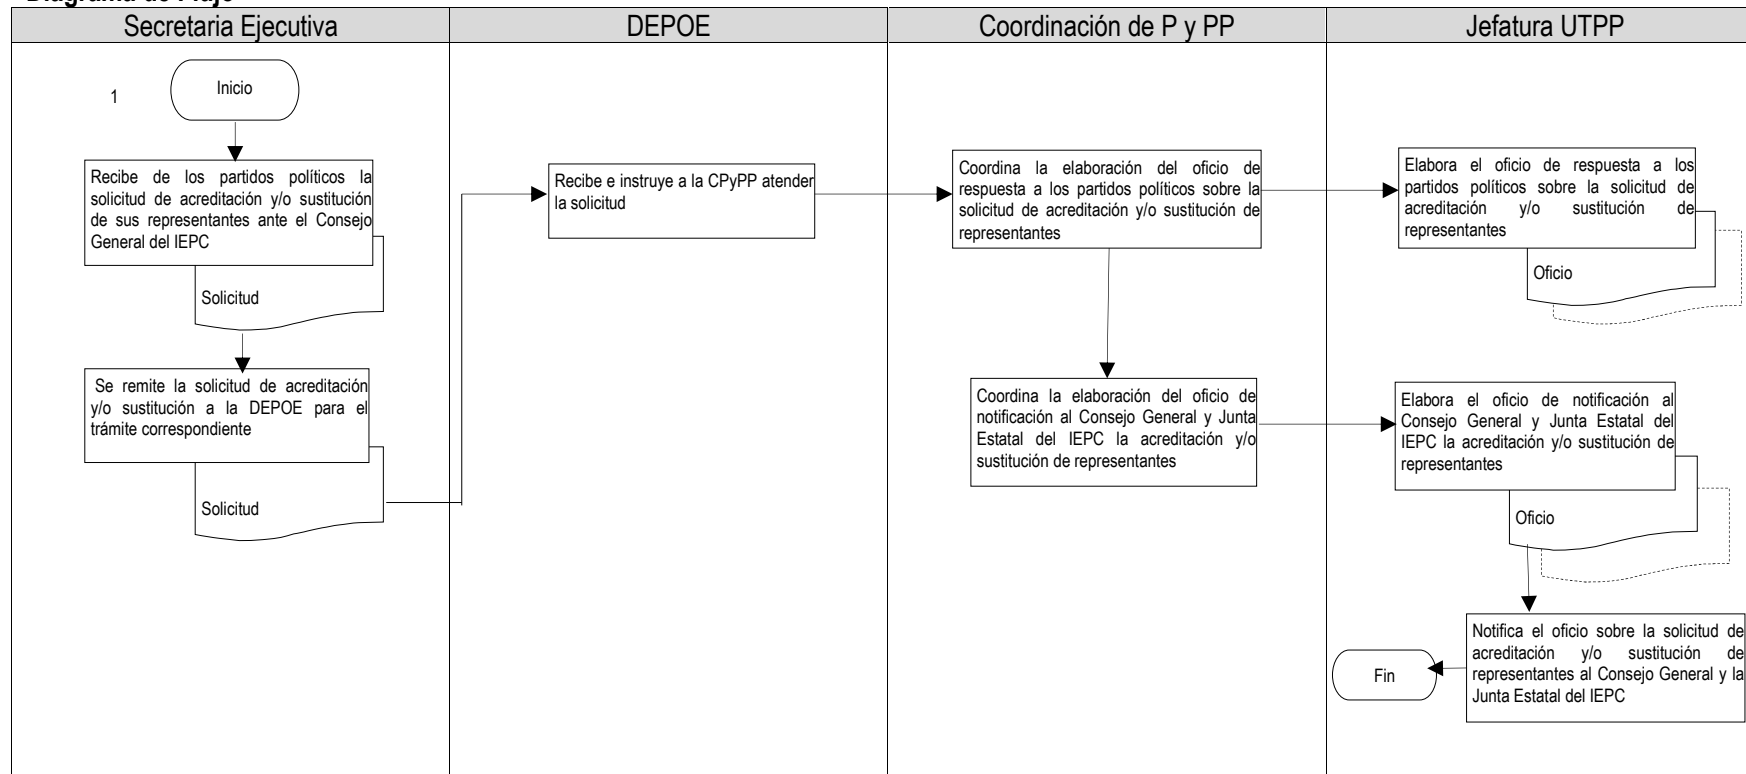 Diagrama de Flujo
Secretaria Ejecutiva
DEPOE
Coordinación de P y PP
Jefatura UTPP
1
Inicio
Recibe de los partidos políticos la
solicitud de acreditación y/o sustitución
de sus representantes ante el Consejo
General del IEPC
Solicitud
Se remite la solicitud de acreditación
y/o sustitución a la DEPOE para el
trámite correspondiente
Solicitud
Recibe e instruye a la CPyPP atender
la solicitud
Coordina la elaboración del oficio de
respuesta a los partidos políticos sobre la
solicitud de acreditación y/o sustitución de
representantes
Coordina la elaboración del oficio de
notificación al Consejo General y Junta
Estatal del IEPC la acreditación y/o
sustitución de representantes
Elabora el oficio de respuesta a los
partidos políticos sobre la solicitud de
acreditación y/o sustitución de
representantes
Oficio
Elabora el oficio de notificación al
Consejo General y Junta Estatal del
IEPC la acreditación y/o sustitución de
representantes
Oficio
Notifica el oficio sobre la solicitud de
acreditación y/o sustitución de
representantes al Consejo General y la
Junta Estatal del IEPC
Fin